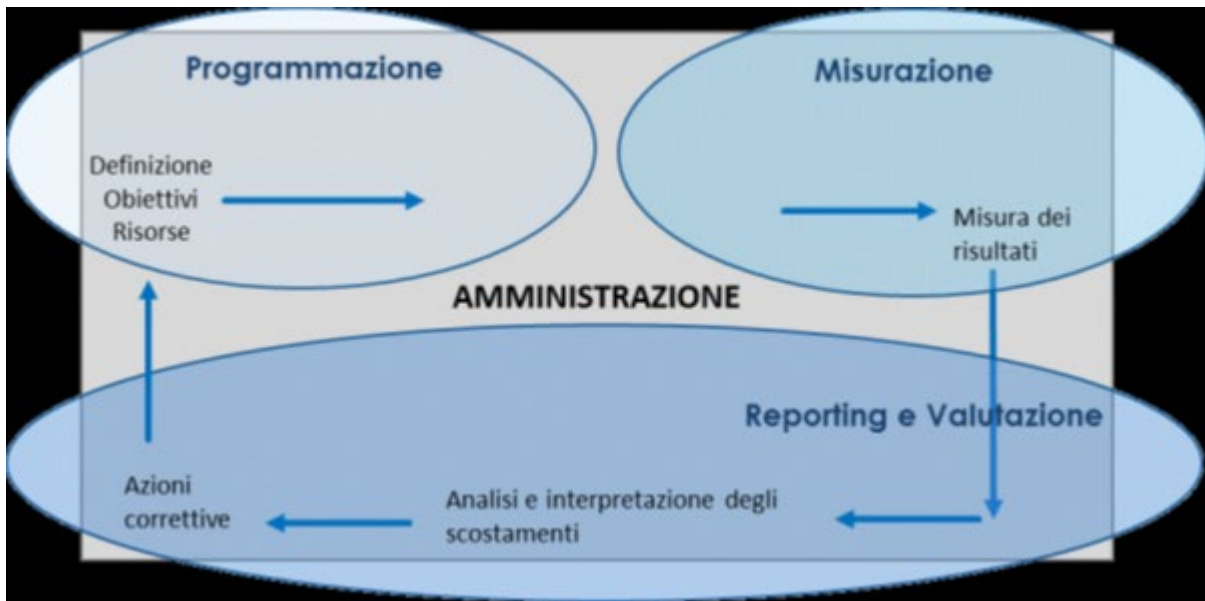 Programmazione
Misurazione
Definizione
Obiettivi
Risorse
Misura dei
risultati
AMMINISTRAZIONE
Reporting e Valutazione
Azioni
correttive
Analisi e interpretazione degli
scostamenti